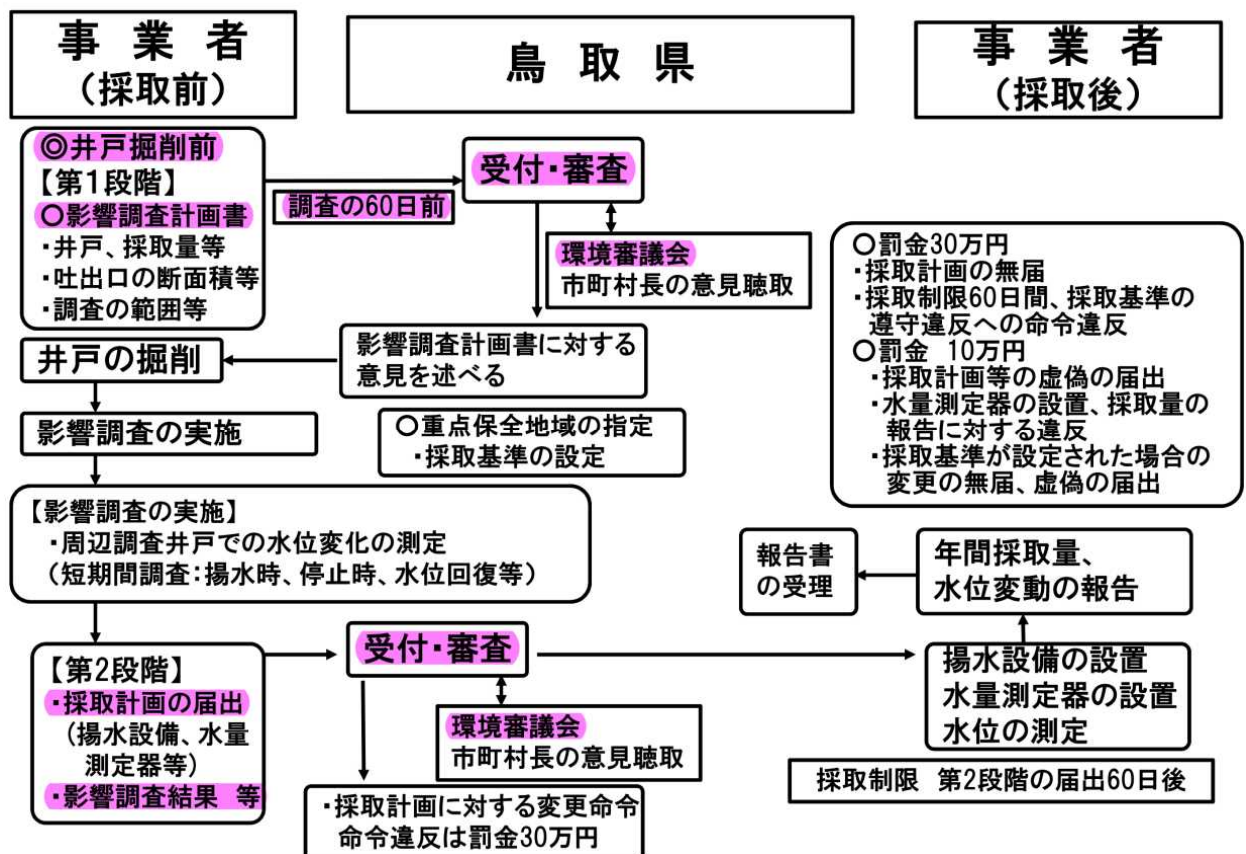 事 業 者
（採取前）
鳥 取 県
事 業 者
（採取後）
◎井戸掘削前
【第１段階】
○影響調査計画書
・井戸、採取量等
・吐出口の断面積等
・調査の範囲等
調査の60日前
受付・審査
環境審議会
市町村長の意見聴取
影響調査計画書に対する
意見を述べる
井戸の掘削
影響調査の実施
○重点保全地域の指定
・採取基準の設定
【影響調査の実施】
・周辺調査井戸での水位変化の測定
（短期間調査：揚水時、停止時、水位回復等）
【第２段階】
・採取計画の届出
（揚水設備、水量
測定器等）
・影響調査結果 等
受付・審査
環境審議会
市町村長の意見聴取
・採取計画に対する変更命令
命令違反は罰金30万円
○罰金30万円
・採取計画の無届
・採取制限60日間、採取基準の
遵守違反への命令違反
○罰金 10万円
・採取計画等の虚偽の届出
・水量測定器の設置、採取量の
報告に対する違反
・採取基準が設定された場合の
変更の無届、虚偽の届出
報告書
の受理
年間採取量、
水位変動の報告
揚水設備の設置
水量測定器の設置
水位の測定
採取制限 第２段階の届出60日後